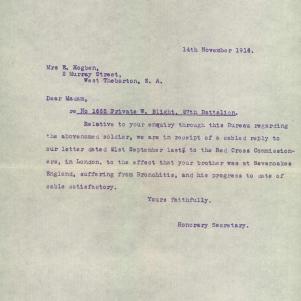 14th November 1916.
Mrs E. Hogben,
2 Murray Street,
West Thebarton, S. A.
Dear Madam,
re No 1665 Private W. Blight, 27th Battalion.
Relative to your enquiry through this Bureau regarding
the abovenamed soldier, we are in receipt of a cabled reply to
our letter dated 21st September last, to the Red Cross Commission-
ers, in London, to the effect that your brother was at Sevenoakes
England, suffering from Bronchitis, and his progress to date of
cable satisfactory.
Yours faithfully.
Honorary Secretary.